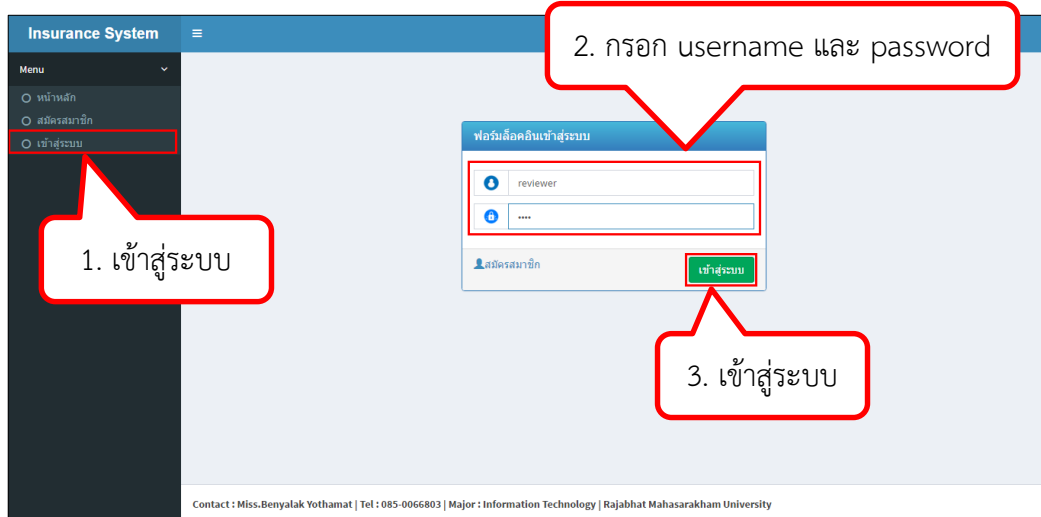 Insurance System
2. กรอก username และ password
Menu
หน้าหลัก
สมัครสมาชิก
เข้าสู่ระบบ
ฟอร์มล็อคอินเข้าสู่ระบบ
reviewer
....
1. เข้าสู่ระบบ
สมัครสมาชิก
เข้าสู่ระบบ
3. เข้าสู่ระบบ
Contact : Miss.Benyalak Yothamat | Tel : 085-0066803 | Major : Information Technology | Rajabhat Mahasarakham University